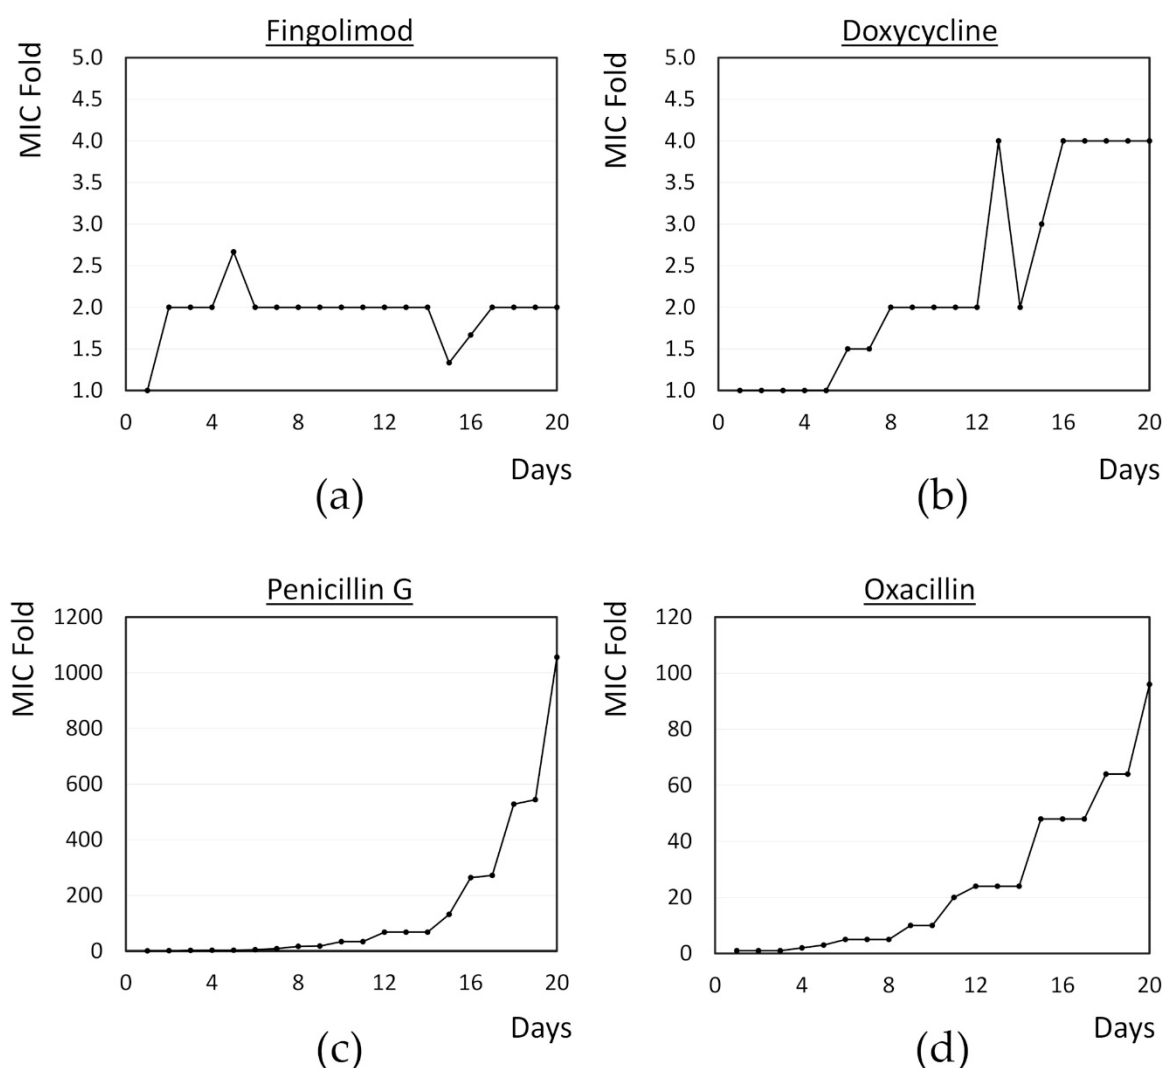 Fingolimod
MIC Fold
5.0
4.5
4.0
3.5
3.0
2.5
2.0
1.5
1.0
0 4 8 12 16 20
Days
(a)
Doxycycline
MIC Fold
5.0
4.5
4.0
3.5
3.0
2.5
2.0
1.5
1.0
0 4 8 12 16 20
Days
(b)
Penicillin G
MIC Fold
1200
1000
800
600
400
200
0
0 4 8 12 16 20
Days
(c)
Oxacillin
MIC Fold
120
100
80
60
40
20
0
0 4 8 12 16 20
Days
(d)